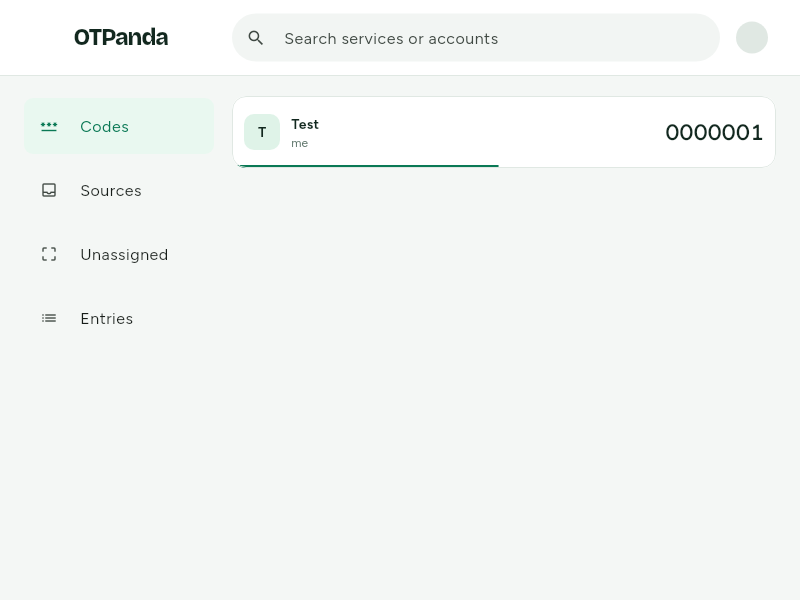 OTPanda
Search services or accounts
Codes
Sources
Unassigned
Entries
T
Test
me
0000001